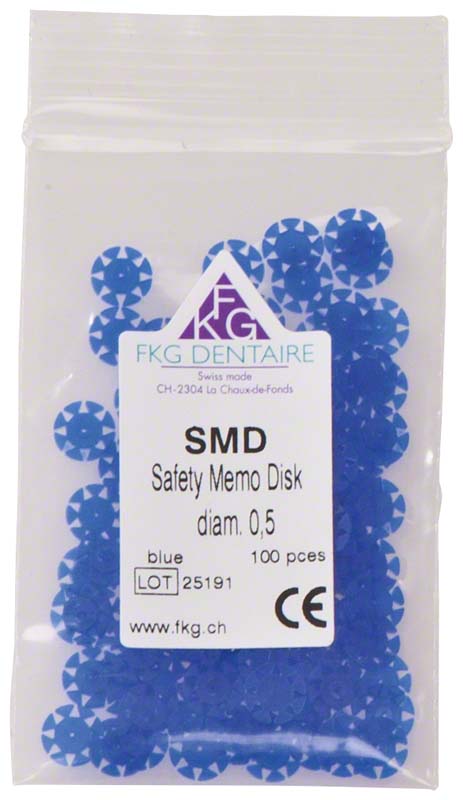 F
KG
FKG DENTAIRE
Swiss made
CH-2304 La Chaux-de-Fonds
SMD
Safety Memo Disk
diam. 0,5
blue 100 pces
LOT 25191
CE
www.fkg.ch